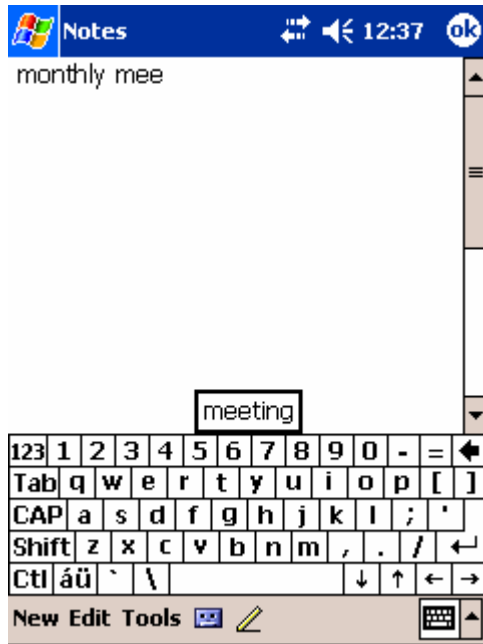 Notes 12:37 ok
monthly mee
meeting
123 1 2 3 4 5 6 7 8 9 0 - = 
Tab q w e r t y u i o p [ ]
CAP a s d f g h j k l ; '
Shift z x c v b n m , . / ↵
Ctl áü ` \ ↓ ↑ ← →
New Edit Tools